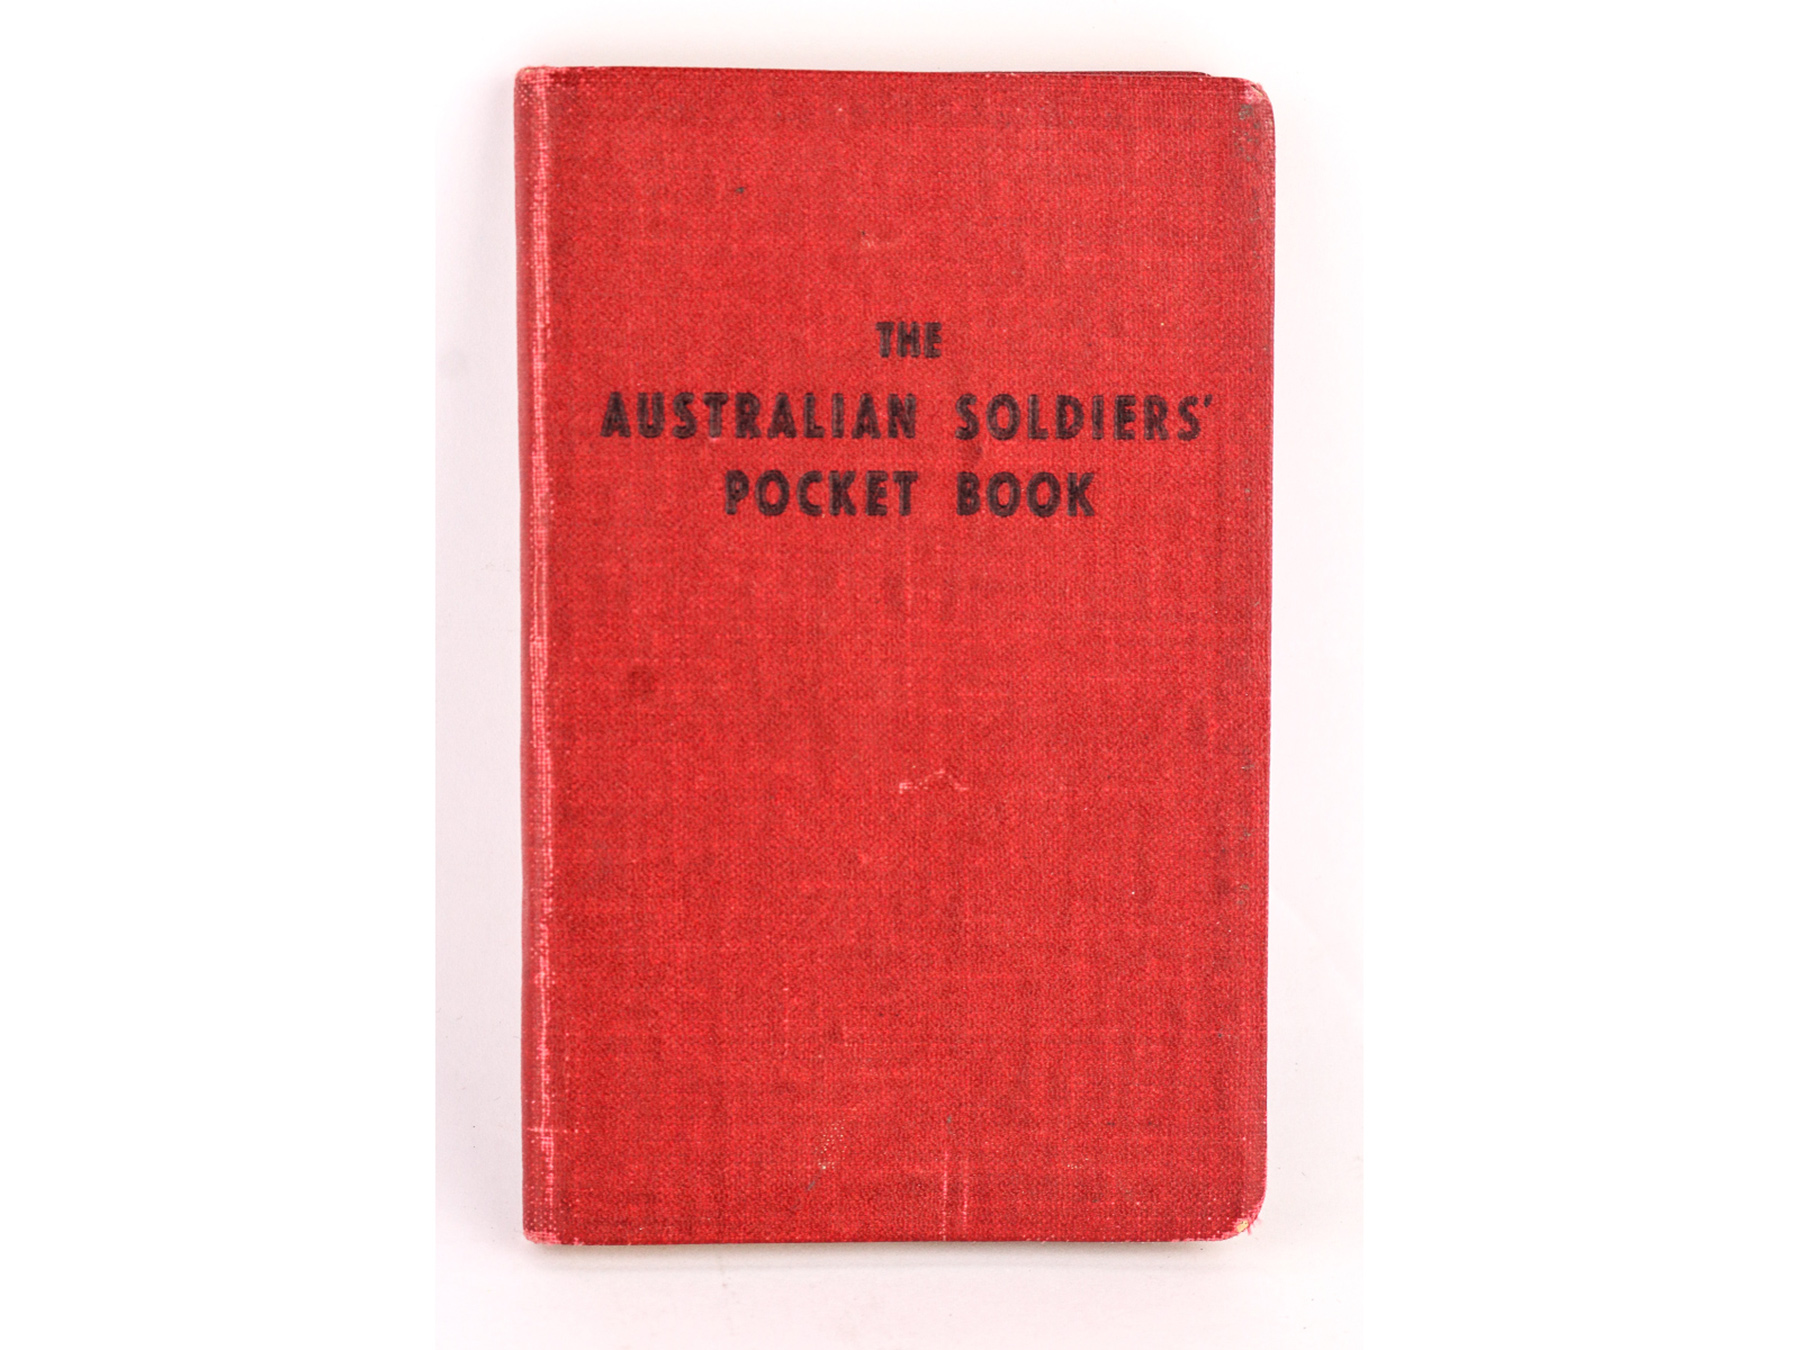 THE
AUSTRALIAN SOLDIERS'
POCKET BOOK